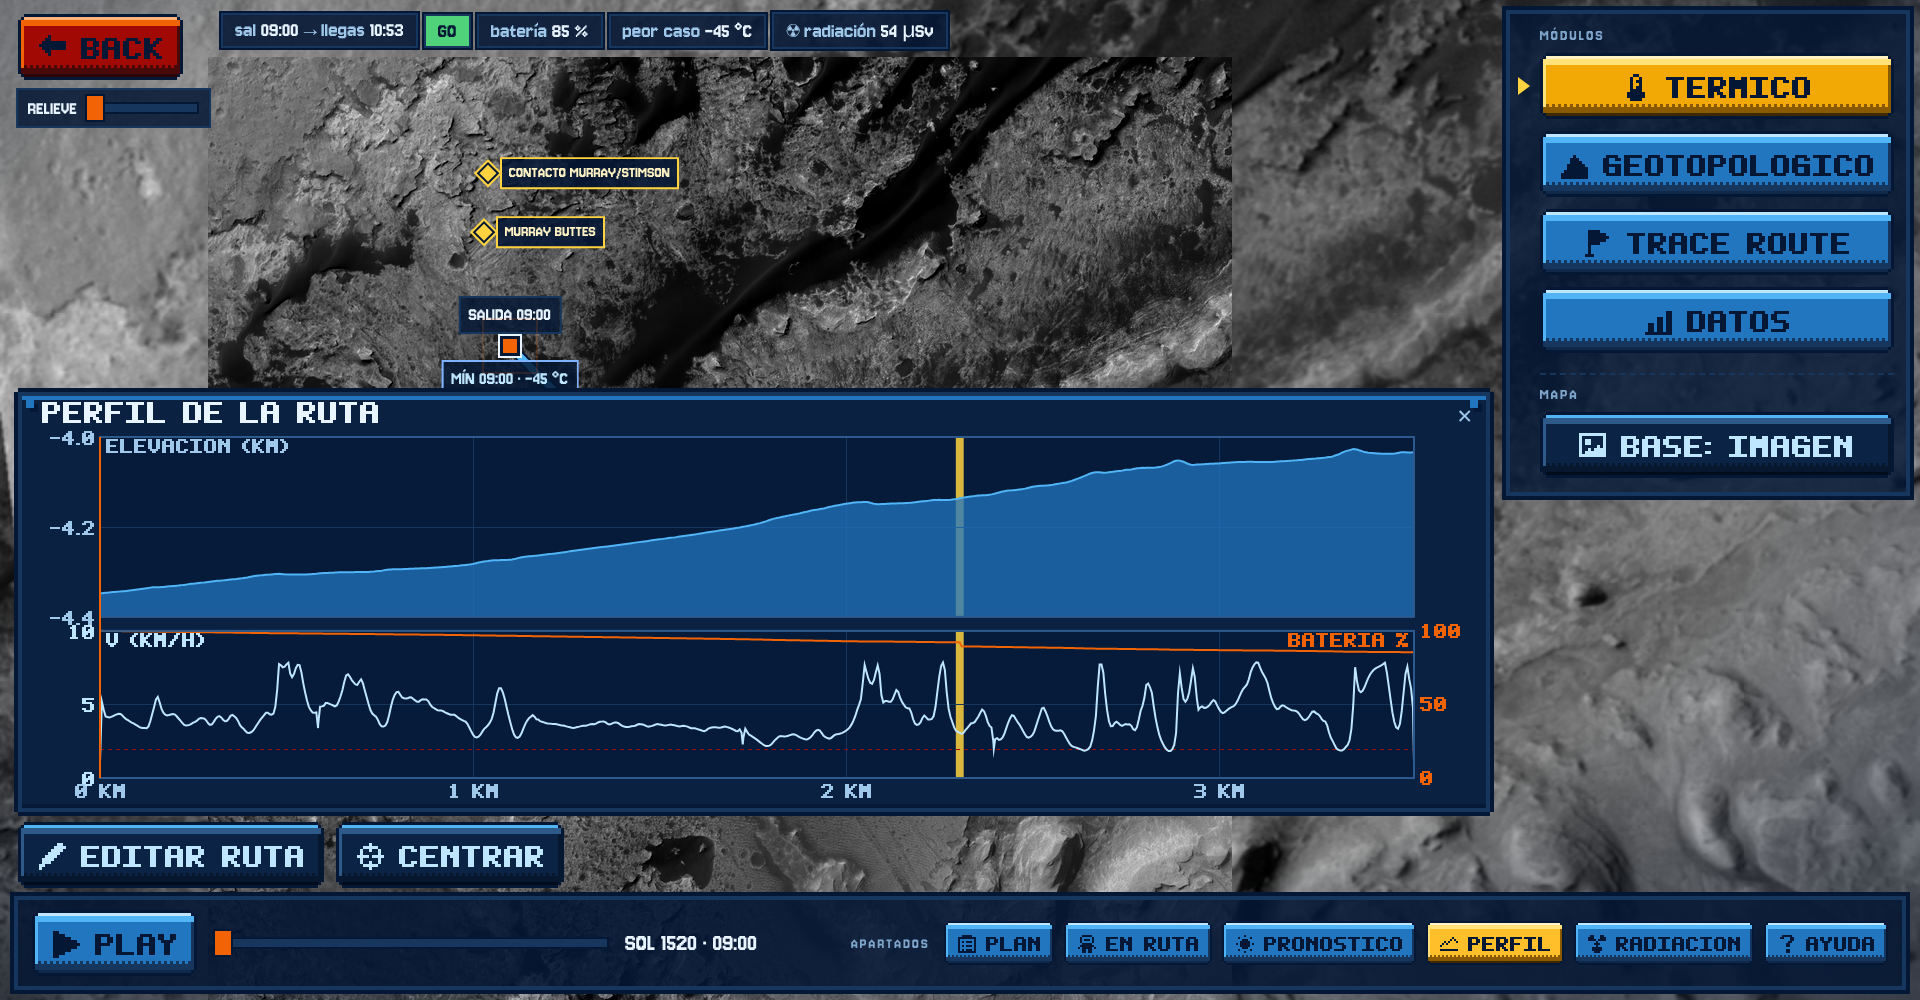 BACK
sal 09:00 → llegas 10:53
GO
batería 85 %
peor caso −45 °C
☢ radiación 54 µSv
RELIEVE
MÓDULOS
TERMICO
GEOTOPOLOGICO
TRACE ROUTE
DATOS
MAPA
BASE: IMAGEN
CONTACTO MURRAY/STIMSON
MURRAY BUTTES
SALIDA 09:00
MÍN 09:00 · −45 °C
PERFIL DE LA RUTA
×
−4.0
ELEVACION (KM)
−4.2
−4.4
10
V (KM/H)
BATERIA %
100
5
50
0
0
0 KM
1 KM
2 KM
3 KM
EDITAR RUTA
CENTRAR
PLAY
SOL 1520 · 09:00
APARTADOS
PLAN
EN RUTA
PRONOSTICO
PERFIL
RADIACION
? AYUDA